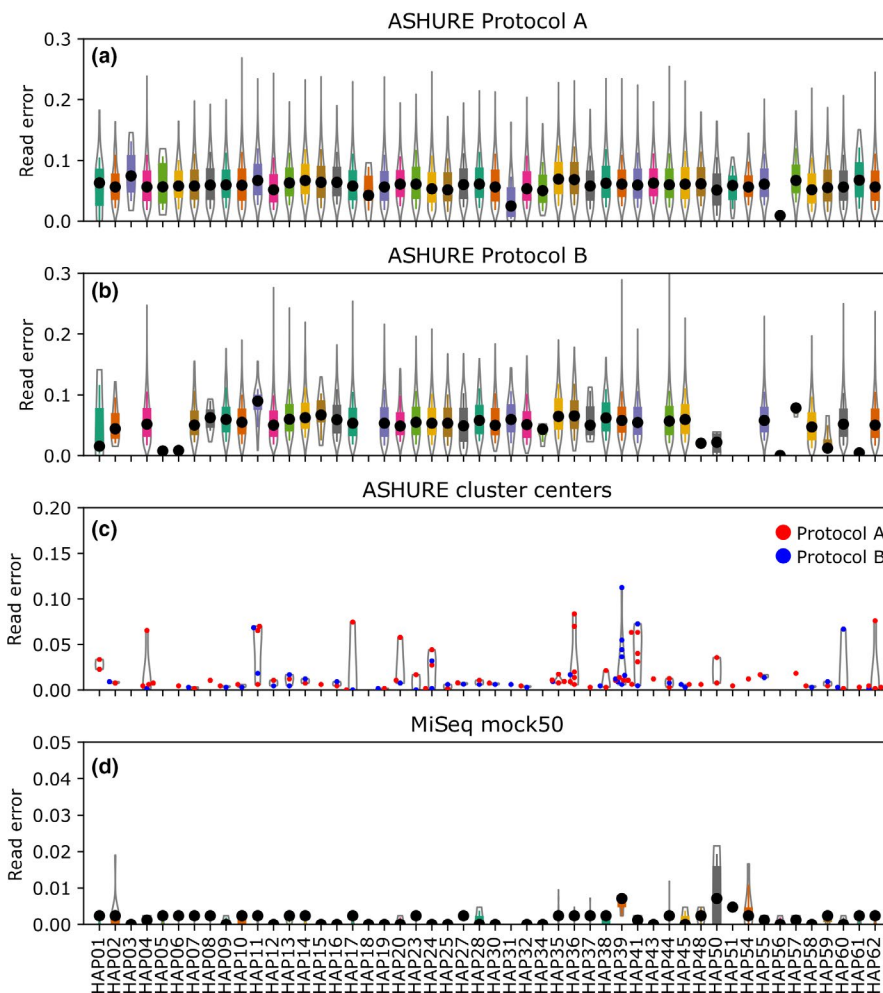 ASHURE Protocol A
(a)
Read error
0.3
0.2
0.1
0.0
ASHURE Protocol B
(b)
Read error
0.3
0.2
0.1
0.0
ASHURE cluster centers
(c)
Read error
0.20
0.15
0.10
0.05
0.00
Protocol A
Protocol B
MiSeq mock50
(d)
Read error
0.05
0.04
0.03
0.02
0.01
0.00
HAP01
HAP02
HAP03
HAP04
HAP05
HAP06
HAP07
HAP08
HAP09
HAP10
HAP11
HAP12
HAP13
HAP14
HAP15
HAP16
HAP17
HAP18
HAP19
HAP20
HAP23
HAP24
HAP25
HAP27
HAP28
HAP30
HAP31
HAP32
HAP34
HAP35
HAP36
HAP37
HAP38
HAP39
HAP41
HAP43
HAP44
HAP45
HAP48
HAP50
HAP51
HAP54
HAP55
HAP56
HAP57
HAP58
HAP59
HAP60
HAP61
HAP62